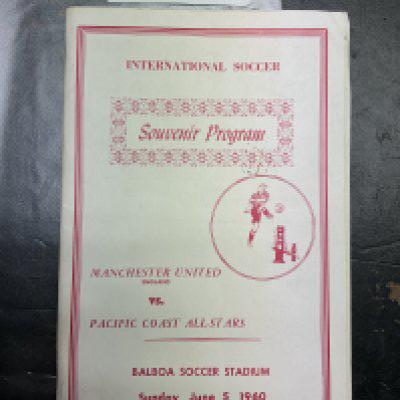 INTERNATIONAL SOCCER
Souvenir Program
MANCHESTER UNITED
ENGLAND
vs.
PACIFIC COAST ALL-STARS
BALBOA SOCCER STADIUM
Sunday June 5 1960